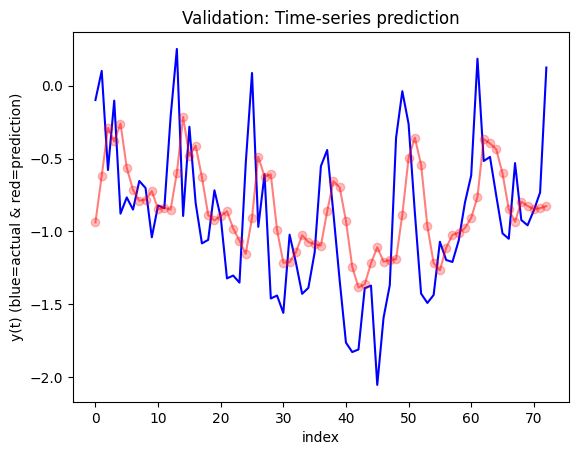 Validation: Time-series prediction
y(t) (blue=actual & red=prediction)
0.0
−0.5
−1.0
−1.5
−2.0
0 10 20 30 40 50 60 70
index